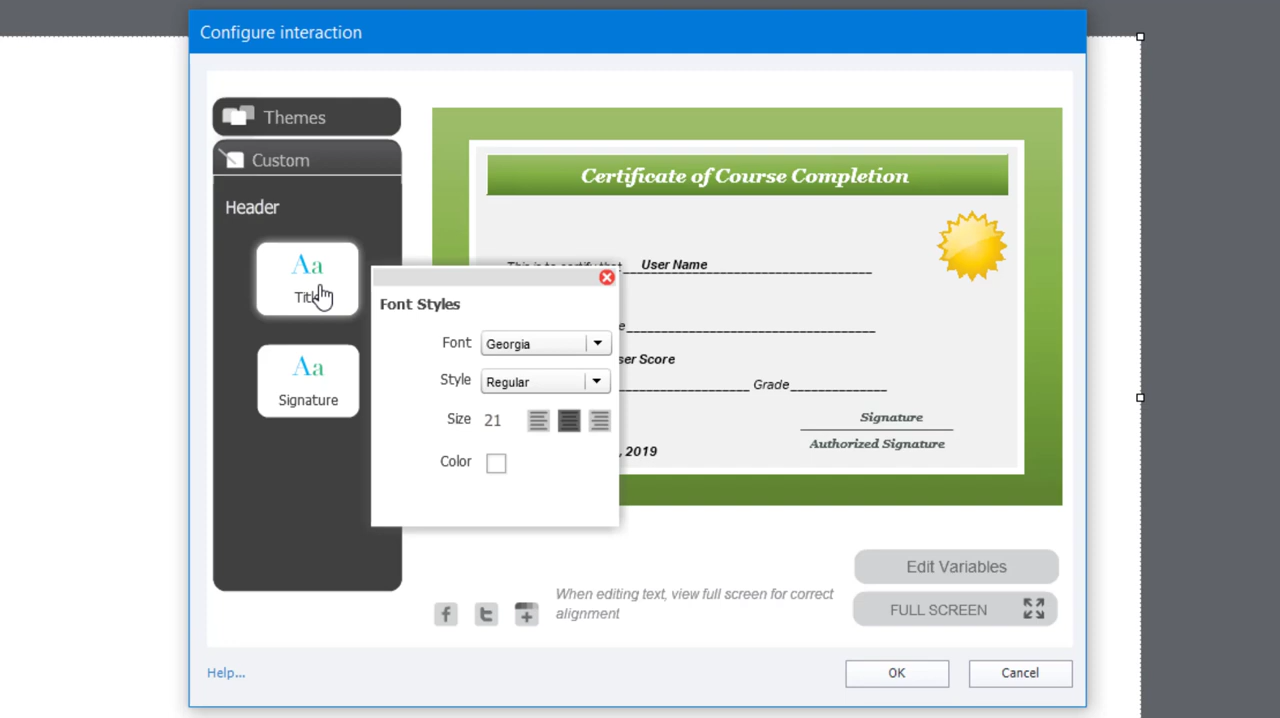 Configure interaction
Themes
Custom
Header
Aa
Aa
Signature
Font Styles
Font Georgia
Style Regular
Size 21
Color
Certificate of Course Completion
User Name
Score
Grade
Signature
, 2019
Authorized Signature
When editing text, view full screen for correct
alignment
Edit Variables
FULL SCREEN
Help...
OK
Cancel